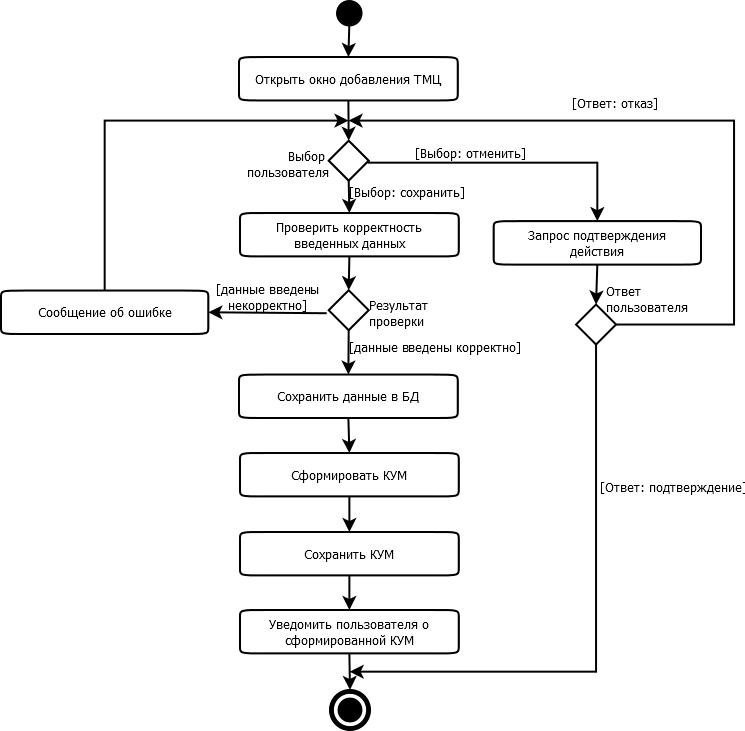 Открыть окно добавления ТМЦ
[Ответ: отказ]
Выбор
пользователя
[Выбор: отменить]
[Выбор: сохранить]
Проверить корректность
введенных данных
Запрос подтверждения
действия
[данные введены
некорректно]
Сообщение об ошибке
Результат
проверки
Ответ
пользователя
[данные введены корректно]
Сохранить данные в БД
Сформировать КУМ
[Ответ: подтверждение]
Сохранить КУМ
Уведомить пользователя о
сформированной КУМ